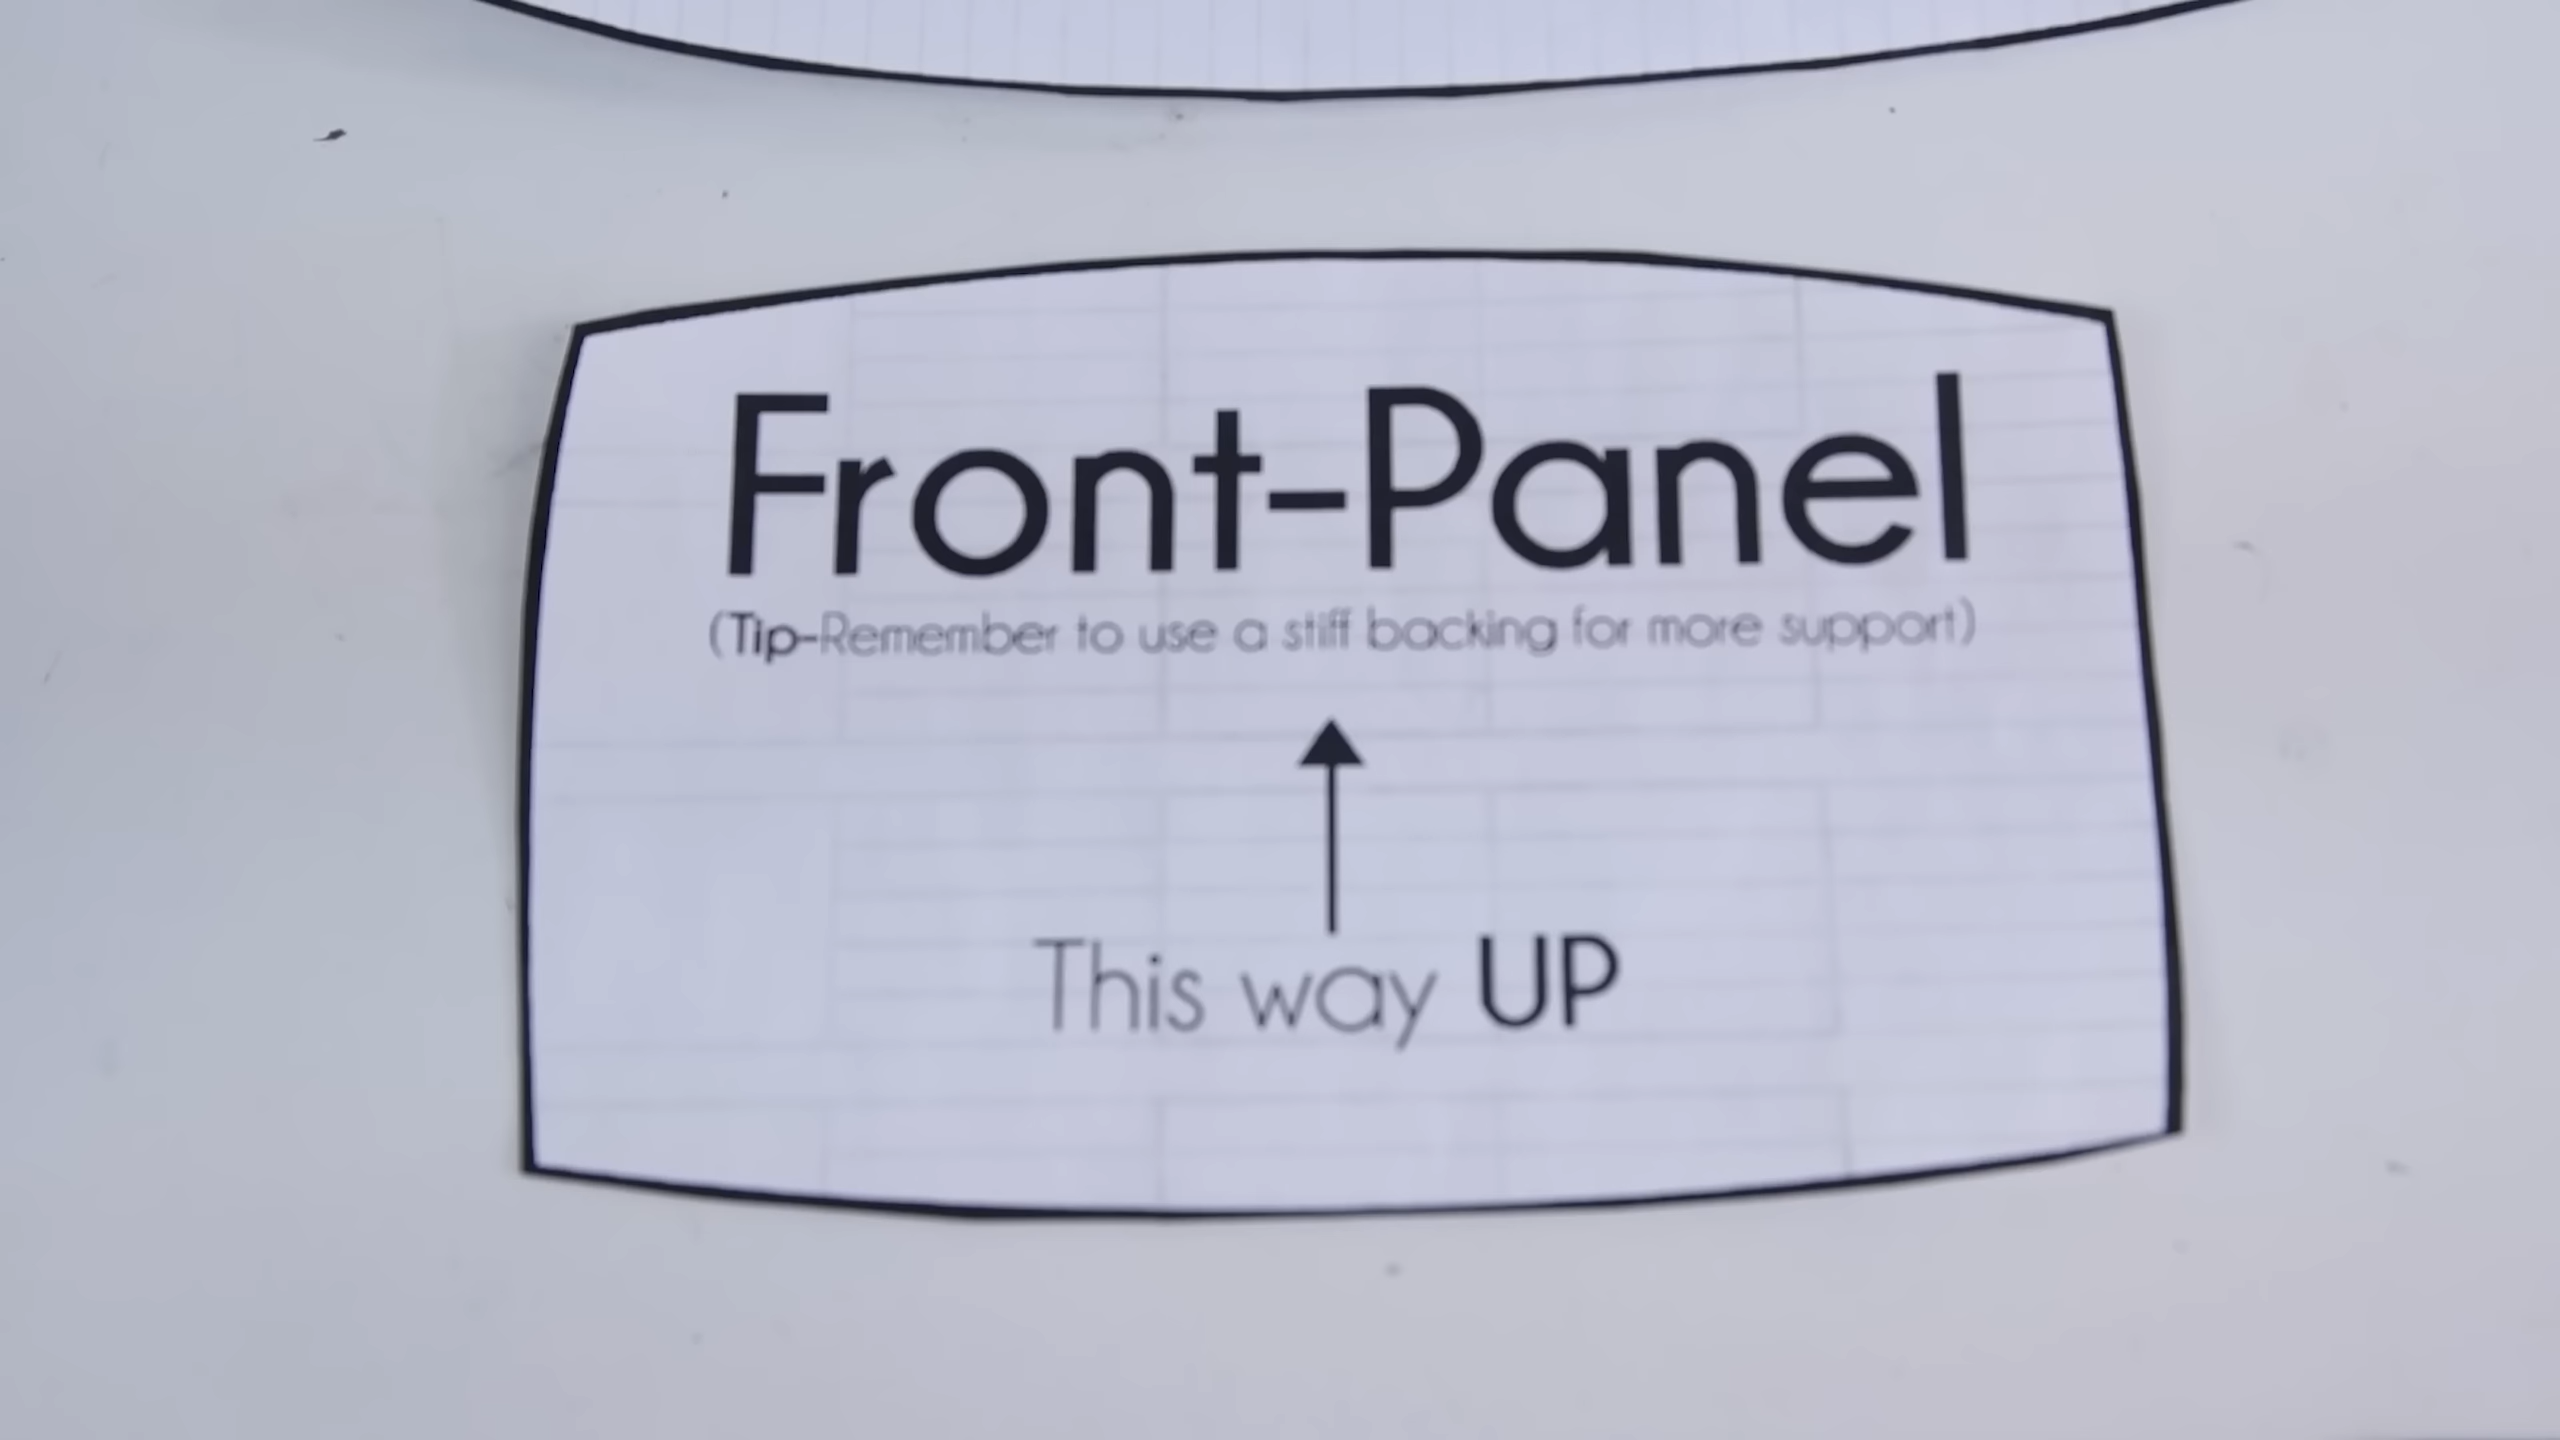 Front-Panel
(Tip-Remember to use a stiff backing for more support)
This way UP